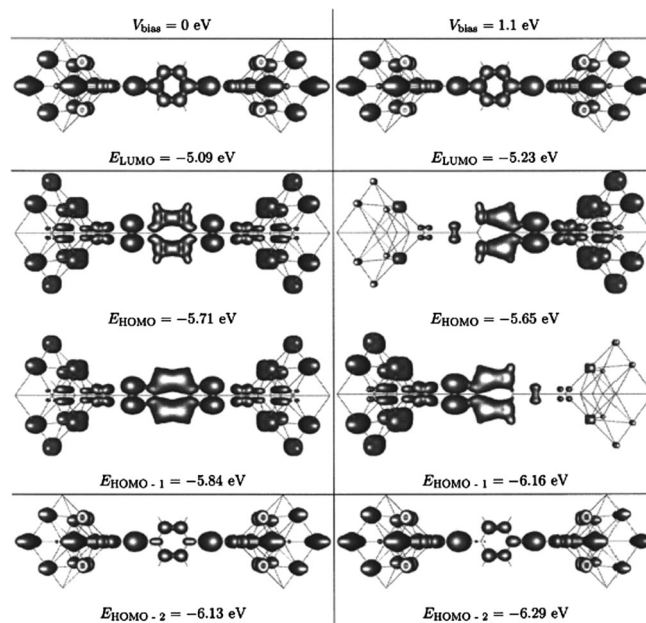 V_bias = 0 eV V_bias = 1.1 eV
E_LUMO = −5.09 eV E_LUMO = −5.23 eV
E_HOMO = −5.71 eV E_HOMO = −5.65 eV
E_HOMO - 1 = −5.84 eV E_HOMO - 1 = −6.16 eV
E_HOMO - 2 = −6.13 eV E_HOMO - 2 = −6.29 eV